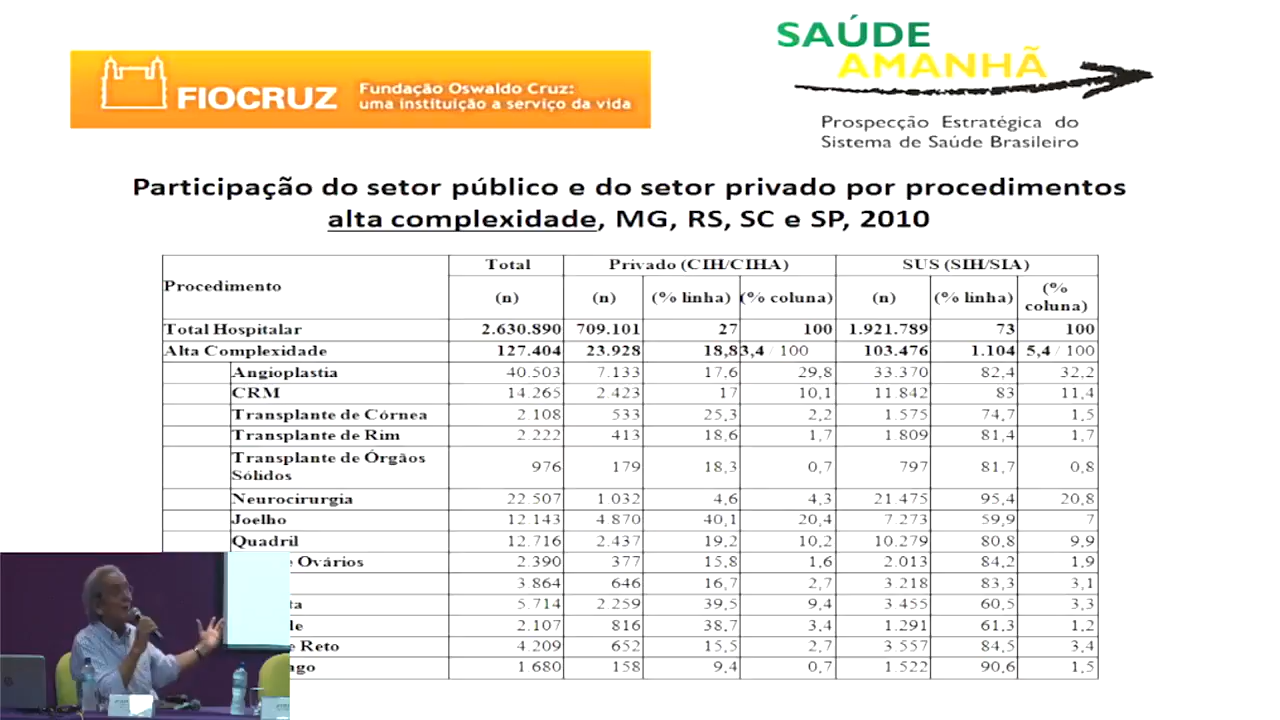 SAÚDE
AMANHÃ
FIOCRUZ
Fundação Oswaldo Cruz:
uma instituição a serviço da vida
Prospecção Estratégica do
Sistema de Saúde Brasileiro
Participação do setor público e do setor privado por procedimentos
alta complexidade, MG, RS, SC e SP, 2010
Procedimento Total Privado (CIH/CIHA) SUS (SIH/SIA)
(n) (n) (% linha) (% coluna) (n) (% linha) (% coluna)
Total Hospitalar 2.630.890 709.101 27 100 1.921.789 73 100
Alta Complexidade 127.404 23.928 18,8 3,4 / 100 103.476 1.104 5,4 / 100
Angioplastia 40.503 7.133 17,6 29,8 33.370 82,4 32,2
CRM 14.265 2.423 17 10,1 11.842 83 11,4
Transplante de Córnea 2.108 533 25,3 2,2 1.575 74,7 1,5
Transplante de Rim 2.222 413 18,6 1,7 1.809 81,4 1,7
Transplante de Órgãos Sólidos 976 179 18,3 0,7 797 81,7 0,8
Neurocirurgia 22.507 1.032 4,6 4,3 21.475 95,4 20,8
Joelho 12.143 4.870 40,1 20,4 7.273 59,9 7
Quadril 12.716 2.437 19,2 10,2 10.279 80,8 9,9
Ovários 2.390 377 15,8 1,6 2.013 84,2 1,9
3.864 646 16,7 2,7 3.218 83,3 3,1
5.714 2.259 39,5 9,4 3.455 60,5 3,3
2.107 816 38,7 3,4 1.291 61,3 1,2
e Reto 4.209 652 15,5 2,7 3.557 84,5 3,4
1.680 158 9,4 0,7 1.522 90,6 1,5